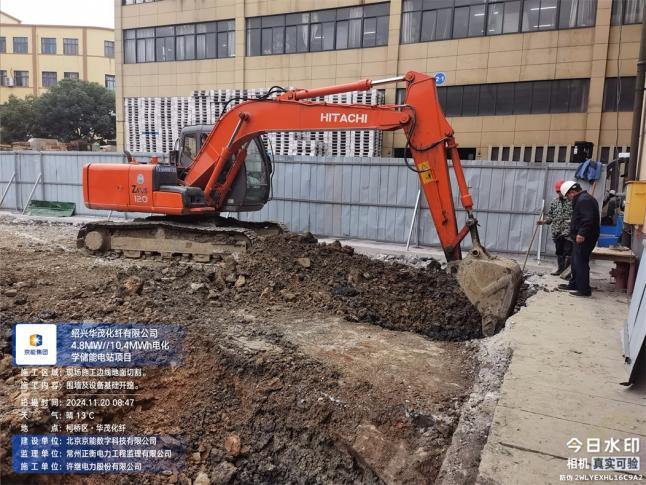 HITACHI
ZAXIS
120
京能集团
绍兴华茂化纤有限公司
4.8MW//10.4MWh电化
学储能电站项目
施工区域：现场施工边线地面切割。
施工内容：围墙及设备基础开挖。
拍摄时间：2024.11.20 08:47
天 气：晴 13℃
地 点：柯桥区·华茂化纤
建设单位：北京京能数字科技有限公司
监理单位：常州正衡电力工程监理有限公司
施工单位：许继电力股份有限公司
今日水印
相机 真实可验
防伪 2WLYEXHL16C9A2